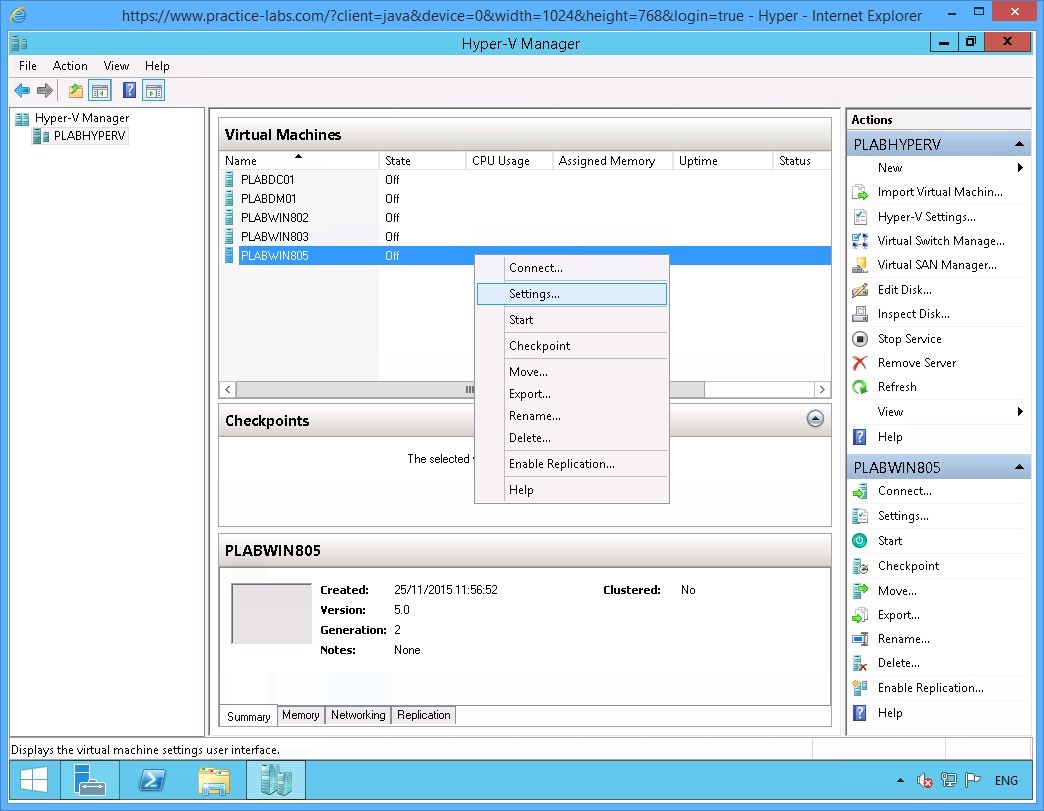 https://www.practice-labs.com/?client=java&device=0&width=1024&height=768&login=true - Hyper - Internet Explorer
Hyper-V Manager
File Action View Help
Hyper-V Manager
PLABHYPERV
Virtual Machines
Name State CPU Usage Assigned Memory Uptime Status
PLABDC01 Off
PLABDM01 Off
PLABWIN802 Off
PLABWIN803 Off
PLABWIN805 Off
Connect...
Settings...
Start
Checkpoint
Move...
Export...
Rename...
Delete...
Enable Replication...
Help
Checkpoints
The selected
PLABWIN805
Created: 25/11/2015 11:56:52 Clustered: No
Version: 5.0
Generation: 2
Notes: None
Summary Memory Networking Replication
Actions
PLABHYPERV
New
Import Virtual Machin...
Hyper-V Settings...
Virtual Switch Manage...
Virtual SAN Manager...
Edit Disk...
Inspect Disk...
Stop Service
Remove Server
Refresh
View
Help
PLABWIN805
Connect...
Settings...
Start
Checkpoint
Move...
Export...
Rename...
Delete...
Enable Replication...
Help
Displays the virtual machine settings user interface.
ENG